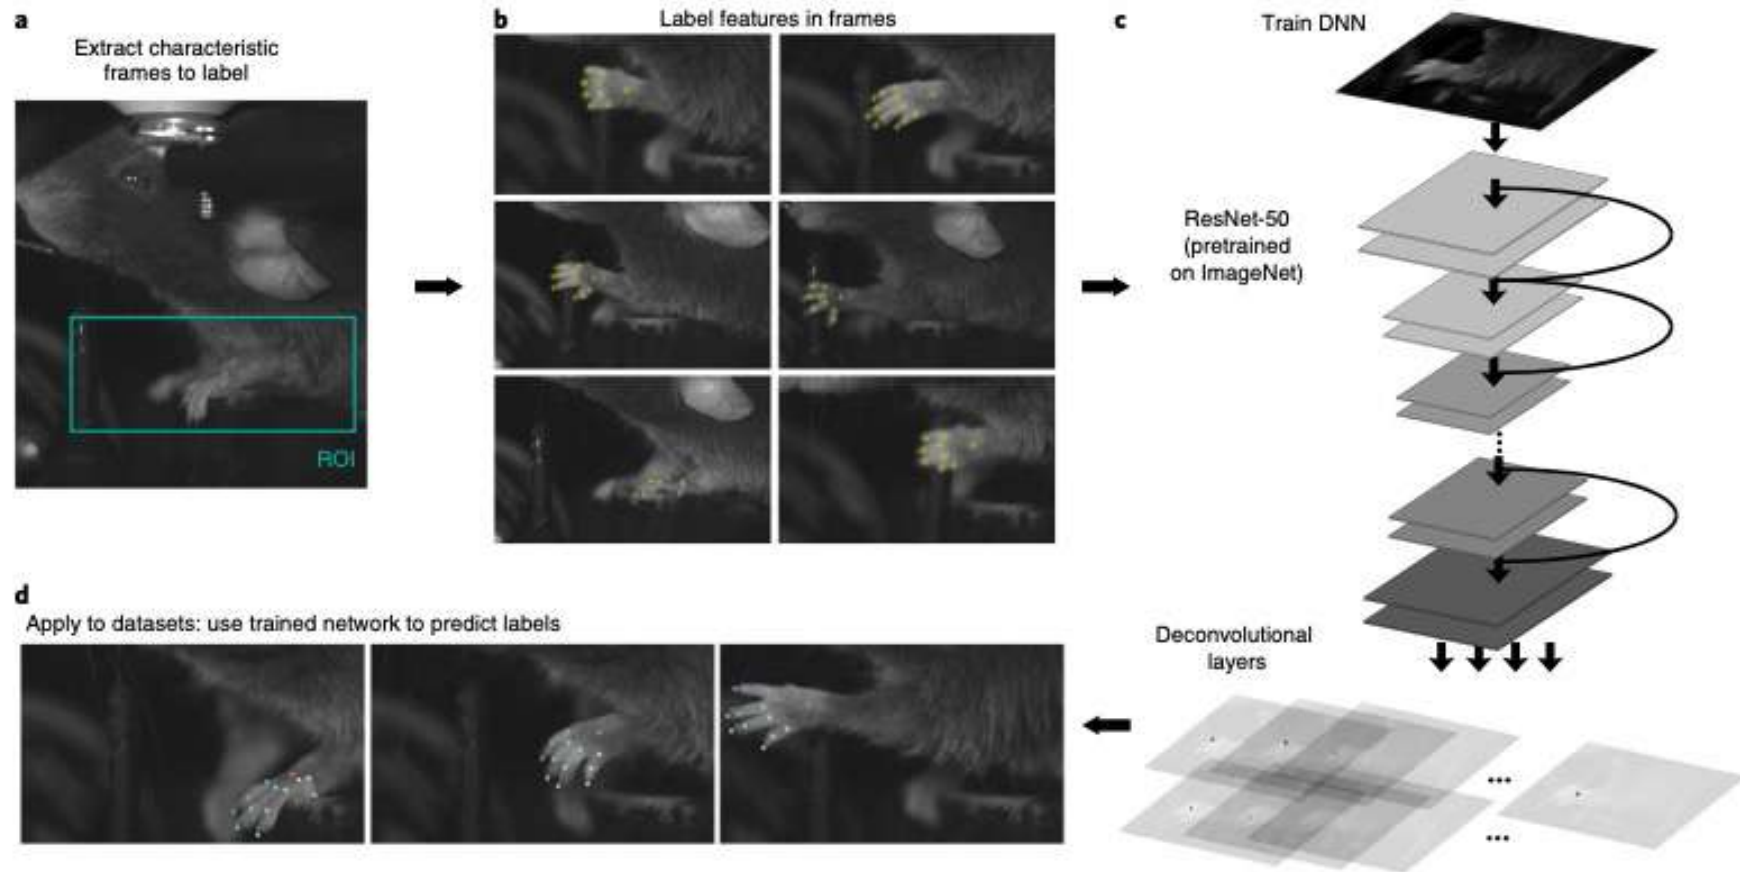 a
Extract characteristic
frames to label
ROI
b
Label features in frames
c
Train DNN
ResNet-50
(pretrained
on ImageNet)
Deconvolutional
layers
...
...
d
Apply to datasets: use trained network to predict labels